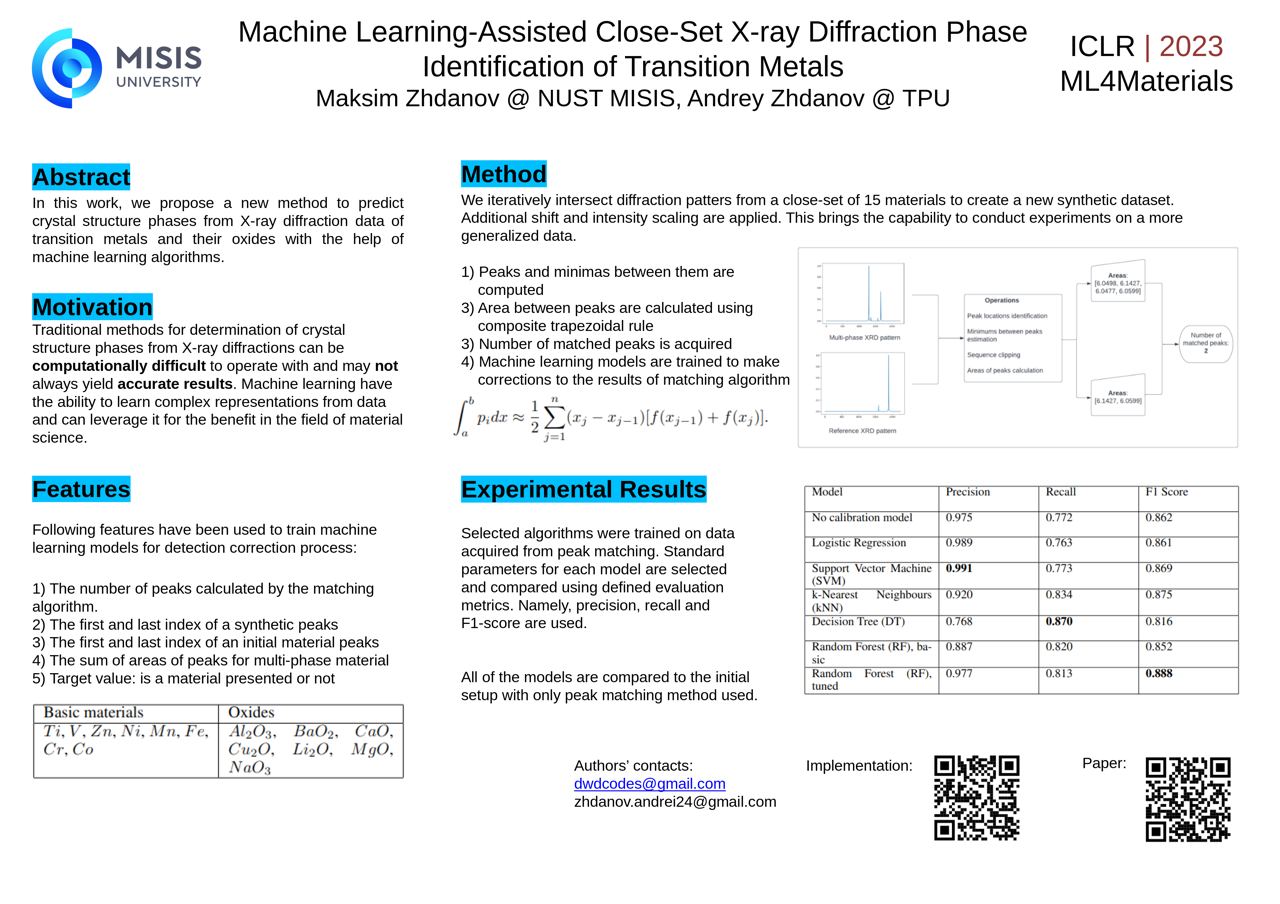 MISIS
UNIVERSITY
Machine Learning-Assisted Close-Set X-ray Diffraction Phase
Identification of Transition Metals
Maksim Zhdanov @ NUST MISIS, Andrey Zhdanov @ TPU
ICLR | 2023
ML4Materials
Abstract
In this work, we propose a new method to predict
crystal structure phases from X-ray diffraction data of
transition metals and their oxides with the help of
machine learning algorithms.
Motivation
Traditional methods for determination of crystal
structure phases from X-ray diffractions can be
computationally difficult to operate with and may not
always yield accurate results. Machine learning have
the ability to learn complex representations from data
and can leverage it for the benefit in the field of material
science.
Features
Following features have been used to train machine
learning models for detection correction process:
1) The number of peaks calculated by the matching
algorithm.
2) The first and last index of a synthetic peaks
3) The first and last index of an initial material peaks
4) The sum of areas of peaks for multi-phase material
5) Target value: is a material presented or not
Basic materials Oxides
Ti, V, Zn, Ni, Mn, Fe, Al₂O₃, BaO₂, CaO,
Cr, Co Cu₂O, Li₂O, MgO,
NaO₃
Method
We iteratively intersect diffraction patters from a close-set of 15 materials to create a new synthetic dataset.
Additional shift and intensity scaling are applied. This brings the capability to conduct experiments on a more
generalized data.
1) Peaks and minimas between them are
computed
3) Area between peaks are calculated using
composite trapezoidal rule
3) Number of matched peaks is acquired
4) Machine learning models are trained to make
corrections to the results of matching algorithm
∫_a^b p_i dx ≈ 1/2 ∑_{j=1}^n (x_j − x_{j−1})[f(x_{j−1}) + f(x_j)].
Multi-phase XRD pattern
Reference XRD pattern
Operations
Peak locations identification
Minimums between peaks
estimation
Sequence clipping
Areas of peaks calculation
Areas:
[6.0498, 6.1427,
6.0477, 6.0599]
Areas:
[6.1427, 6.0599]
Number of
matched peaks:
2
Experimental Results
Selected algorithms were trained on data
acquired from peak matching. Standard
parameters for each model are selected
and compared using defined evaluation
metrics. Namely, precision, recall and
F1-score are used.
All of the models are compared to the initial
setup with only peak matching method used.
Model Precision Recall F1 Score
No calibration model 0.975 0.772 0.862
Logistic Regression 0.989 0.763 0.861
Support Vector Machine 0.991 0.773 0.869
(SVM)
k-Nearest Neighbours 0.920 0.834 0.875
(kNN)
Decision Tree (DT) 0.768 0.870 0.816
Random Forest (RF), ba- 0.887 0.820 0.852
sic
Random Forest (RF), 0.977 0.813 0.888
tuned
Authors’ contacts:
dwdcodes@gmail.com
zhdanov.andrei24@gmail.com
Implementation:
Paper: